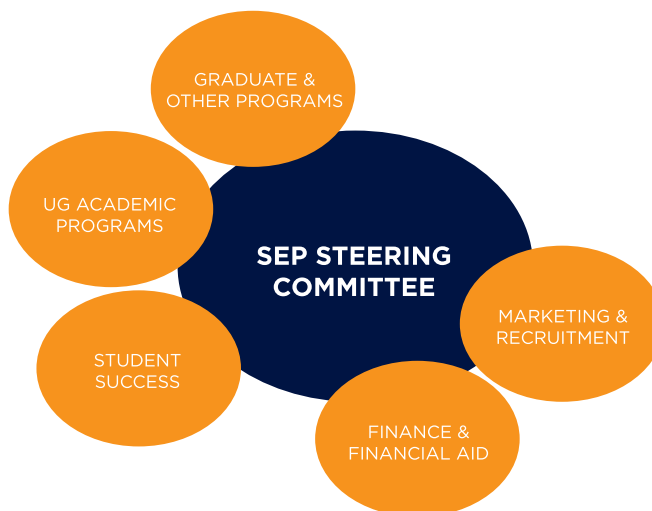 GRADUATE &
OTHER PROGRAMS
UG ACADEMIC
PROGRAMS
SEP STEERING
COMMITTEE
MARKETING &
RECRUITMENT
STUDENT
SUCCESS
FINANCE &
FINANCIAL AID